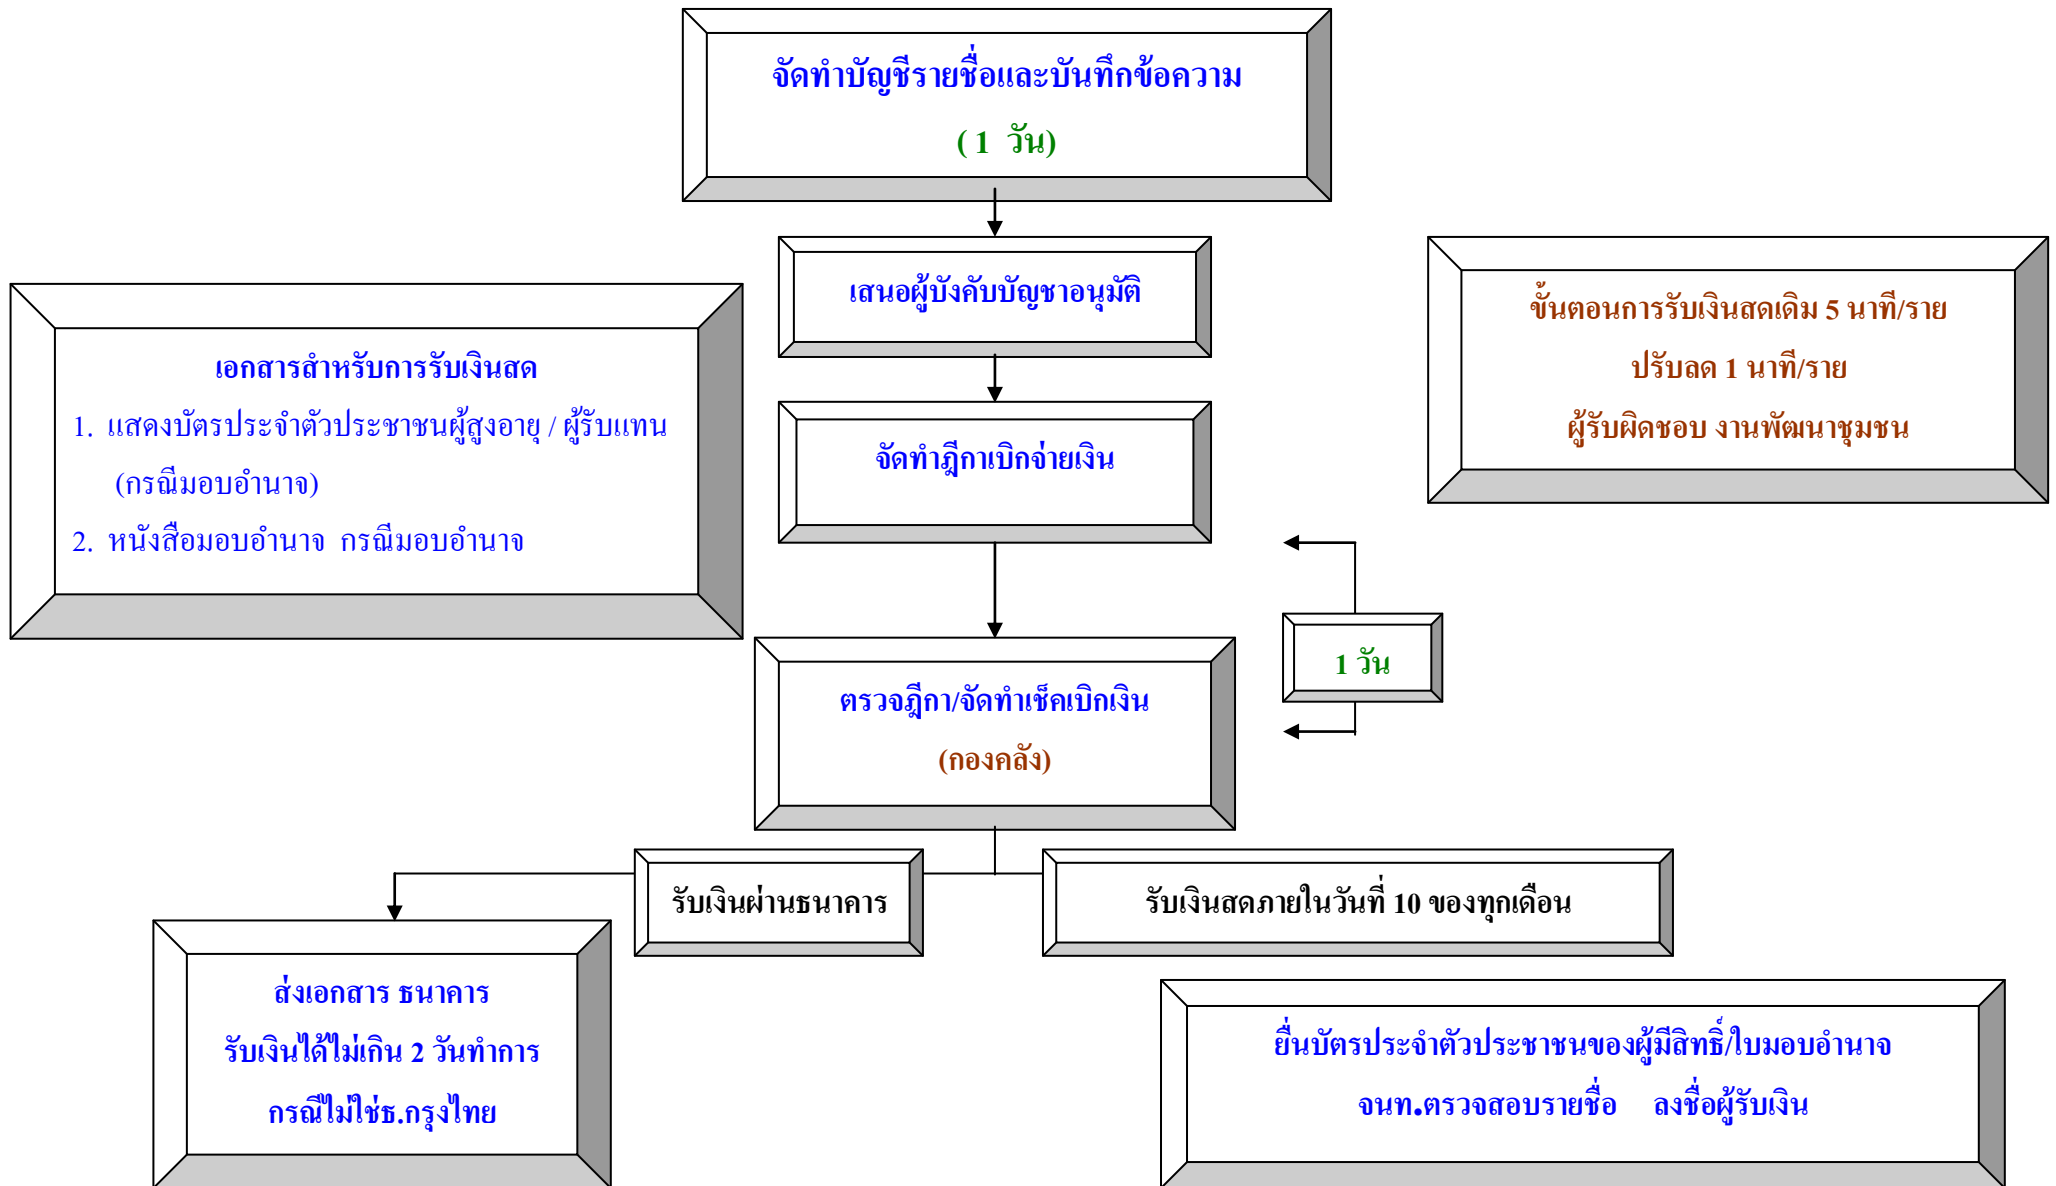 จัดทำบัญชีรายชื่อและบันทึกข้อความ
( 1 วัน)
เสนอผู้บังคับบัญชาอนุมัติ
เอกสารสำหรับการรับเงินสด
1. แสดงบัตรประจำตัวประชาชนผู้สูงอายุ / ผู้รับแทน
(กรณีมอบอำนาจ)
2. หนังสือมอบอำนาจ กรณีมอบอำนาจ
ขั้นตอนการรับเงินสดเดิม 5 นาที/ราย
ปรับลด 1 นาที/ราย
ผู้รับผิดชอบ งานพัฒนาชุมชน
จัดทำฎีกาเบิกจ่ายเงิน
1 วัน
ตรวจฎีกา/จัดทำเช็คเบิกเงิน
(กองคลัง)
รับเงินผ่านธนาคาร
รับเงินสดภายในวันที่ 10 ของทุกเดือน
ส่งเอกสาร ธนาคาร
รับเงินได้ไม่เกิน 2 วันทำการ
กรณีไม่ใช่ธ.กรุงไทย
ยื่นบัตรประจำตัวประชาชนของผู้มีสิทธิ์/ใบมอบอำนาจ
จนท.ตรวจสอบรายชื่อ ลงชื่อผู้รับเงิน